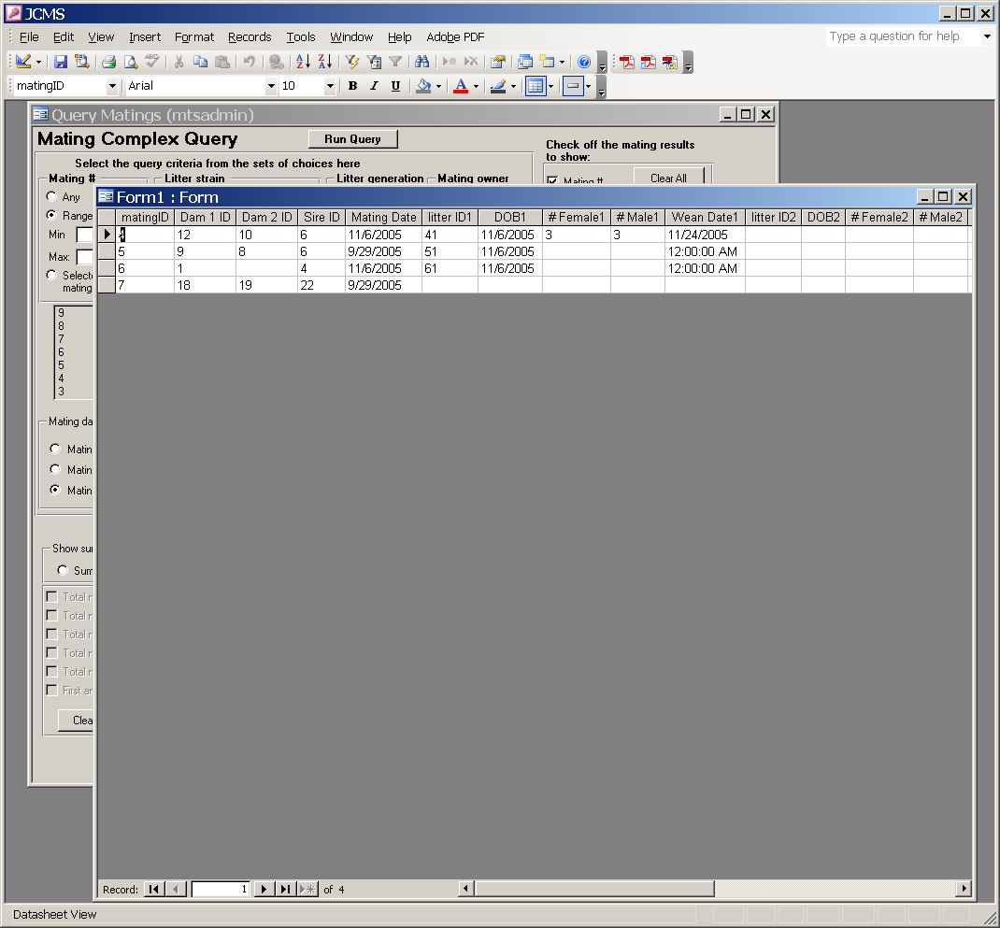 JCMS
File Edit View Insert Format Records Tools Window Help Adobe PDF Type a question for help
matingID Arial 10 B I U
Query Matings (mtsadmin)
Mating Complex Query Run Query
Check off the mating results
to show:
Select the query criteria from the sets of choices here
Mating # Litter strain Litter generation Mating owner
Mating # Clear All
Any
Range
Min
Max:
Selecte
mating
9
8
7
6
5
4
3
Mating da
Matin
Matin
Matin
Show sum
Sum
Total n
Total n
Total n
Total n
Total n
First an
Clea
Form1 : Form
matingID Dam 1 ID Dam 2 ID Sire ID Mating Date litter ID1 DOB1 # Female1 # Male1 Wean Date1 litter ID2 DOB2 # Female2 # Male2
4 12 10 6 11/6/2005 41 11/6/2005 3 3 11/24/2005
5 9 8 6 9/29/2005 51 11/6/2005 12:00:00 AM
6 1 4 11/6/2005 61 11/6/2005 12:00:00 AM
7 18 19 22 9/29/2005
Record: 1 of 4
Datasheet View